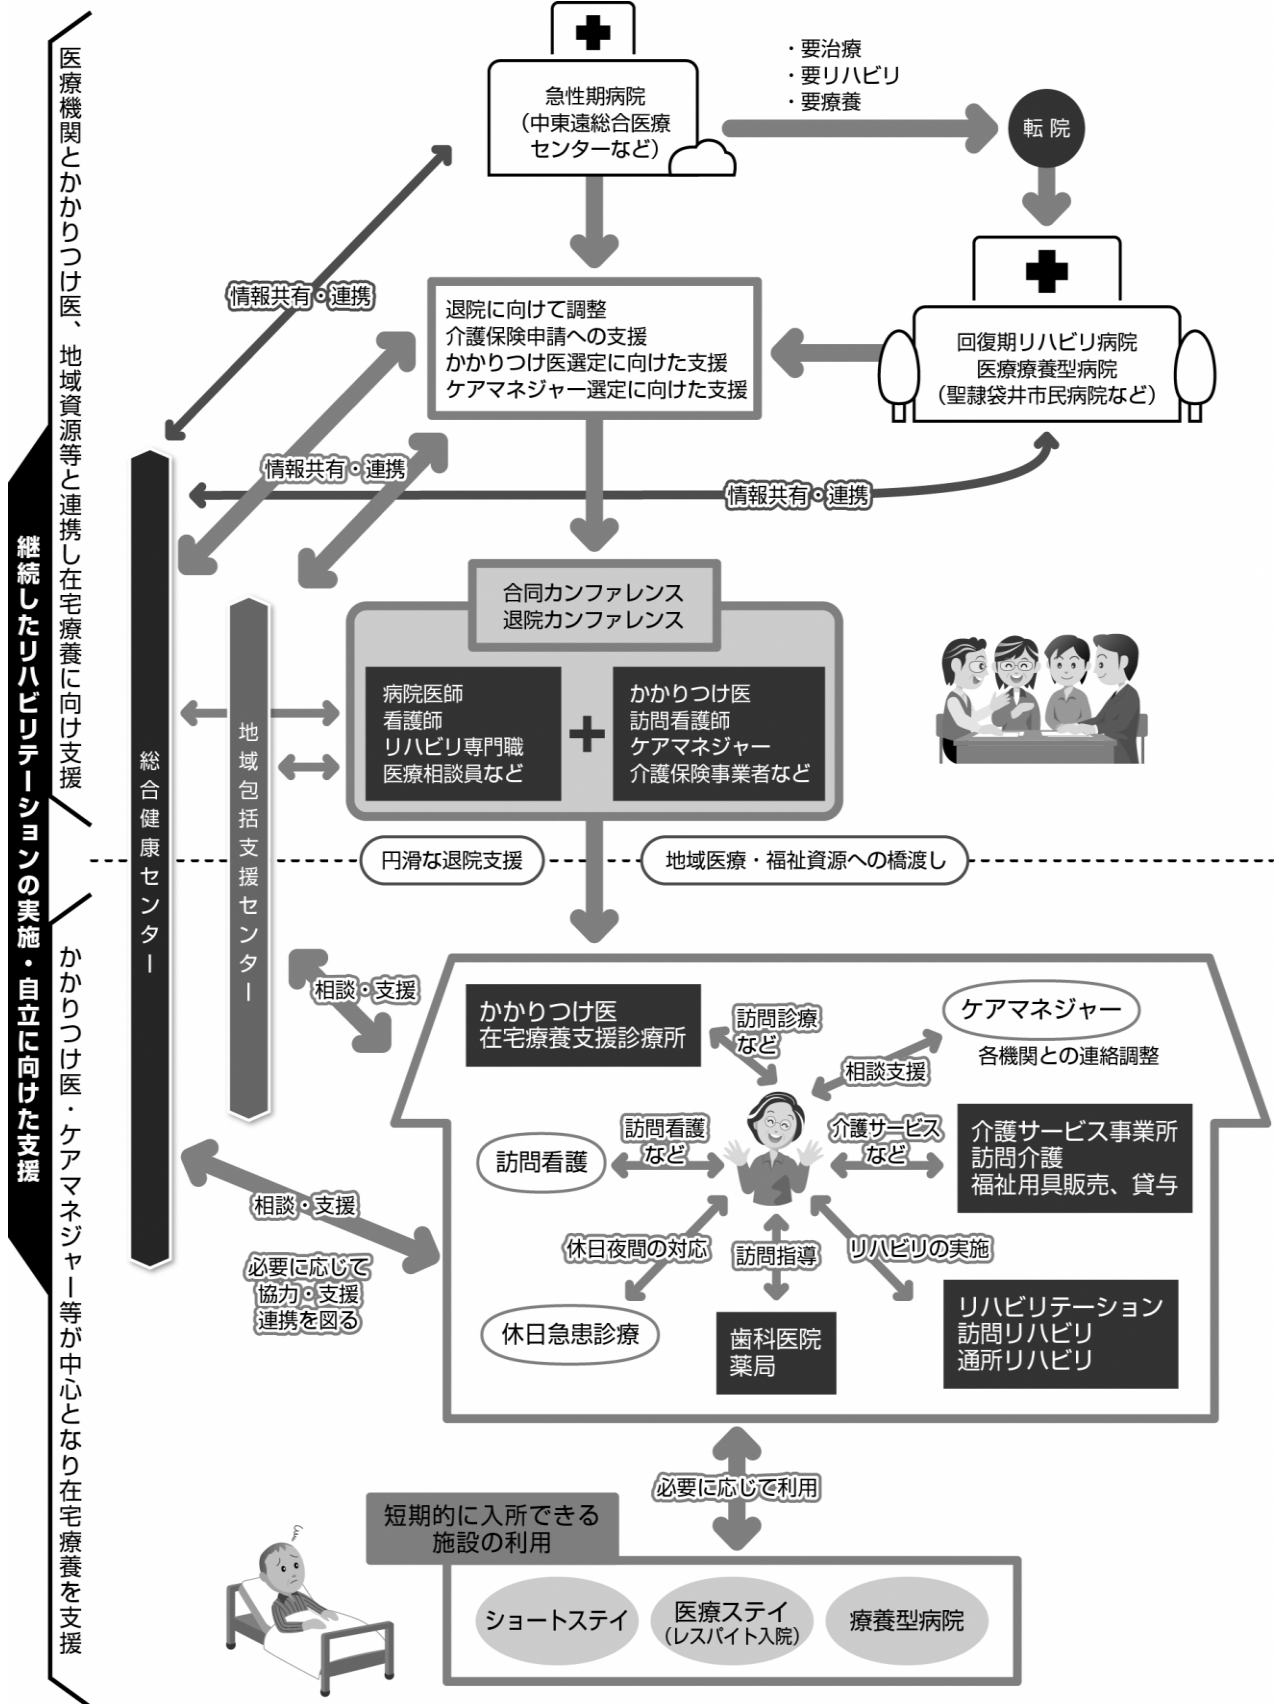 医療機関とかかりつけ医、地域資源等と連携し在宅療養に向け支援
継続したリハビリテーションの実施・自立に向けた支援
かかりつけ医・ケアマネジャー等が中心となり在宅療養を支援
急性期病院
（中東遠総合医療
センターなど）
・要治療
・要リハビリ
・要療養
転院
回復期リハビリ病院
医療療養型病院
（聖隷袋井市民病院など）
情報共有・連携
退院に向けて調整
介護保険申請への支援
かかりつけ医選定に向けた支援
ケアマネジャー選定に向けた支援
情報共有・連携
情報共有・連携
合同カンファレンス
退院カンファレンス
病院医師
看護師
リハビリ専門職
医療相談員など
＋
かかりつけ医
訪問看護師
ケアマネジャー
介護保険事業者など
総合健康センター
地域包括支援センター
円滑な退院支援
地域医療・福祉資源への橋渡し
相談・支援
かかりつけ医
在宅療養支援診療所
訪問診療
など
ケアマネジャー
各機関との連絡調整
相談支援
訪問看護
訪問看護
など
介護サービス
など
介護サービス事業所
訪問介護
福祉用具販売、貸与
相談・支援
必要に応じて
協力・支援
連携を図る
休日夜間の対応
訪問指導
リハビリの実施
休日急患診療
歯科医院
薬局
リハビリテーション
訪問リハビリ
通所リハビリ
必要に応じて利用
短期的に入所できる
施設の利用
ショートステイ
医療ステイ
（レスパイト入院）
療養型病院